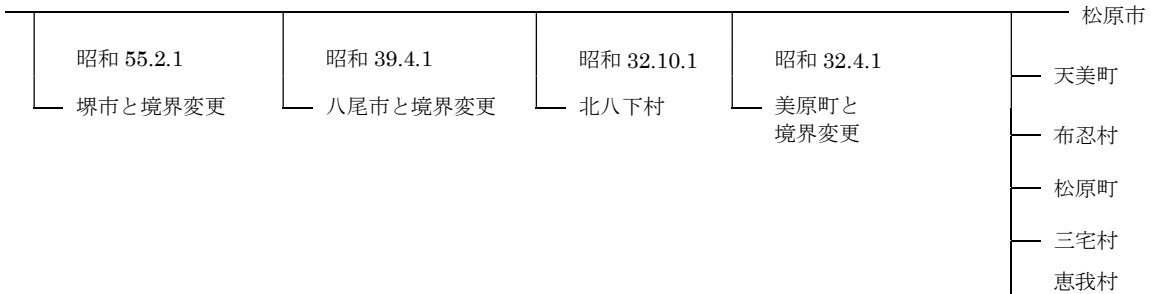 松原市
昭和 55.2.1
昭和 39.4.1
昭和 32.10.1
昭和 32.4.1
天美町
堺市と境界変更
八尾市と境界変更
北八下村
美原町と
境界変更
布忍村
松原町
三宅村
恵我村